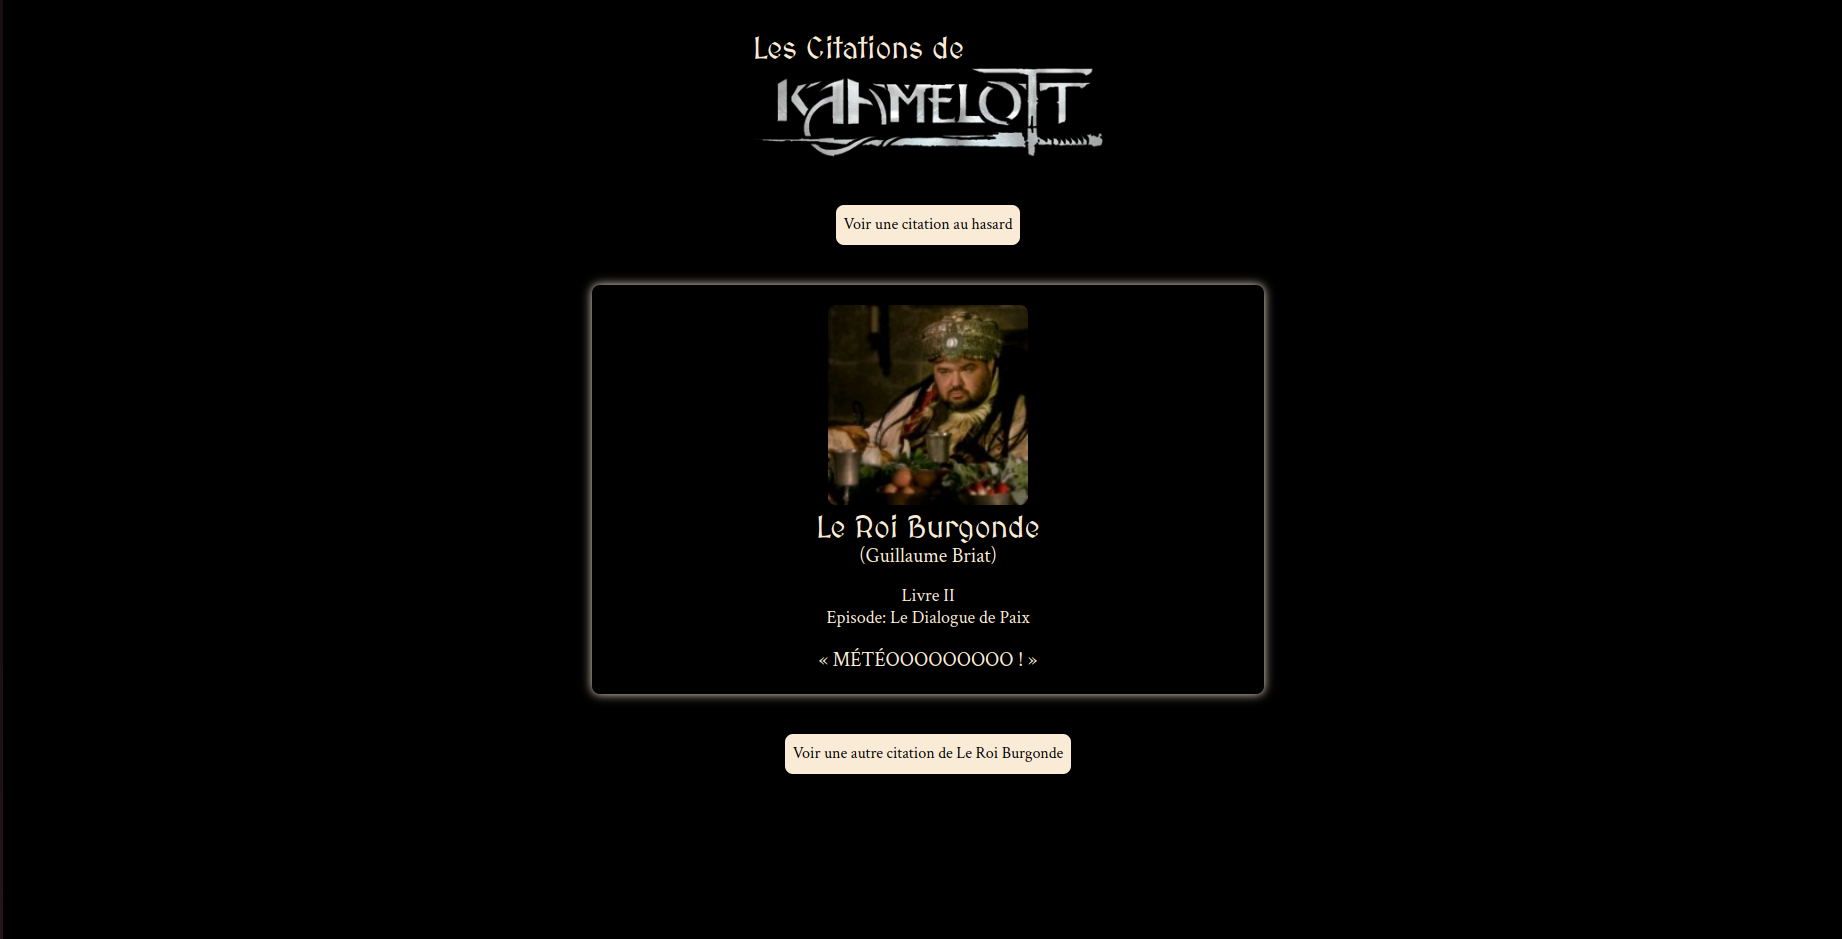 Les Citations de
KAAMELOTT
Voir une citation au hasard
Le Roi Burgonde
(Guillaume Briat)
Livre II
Episode: Le Dialogue de Paix
« MÉTÉOOOOOOOOO ! »
Voir une autre citation de Le Roi Burgonde